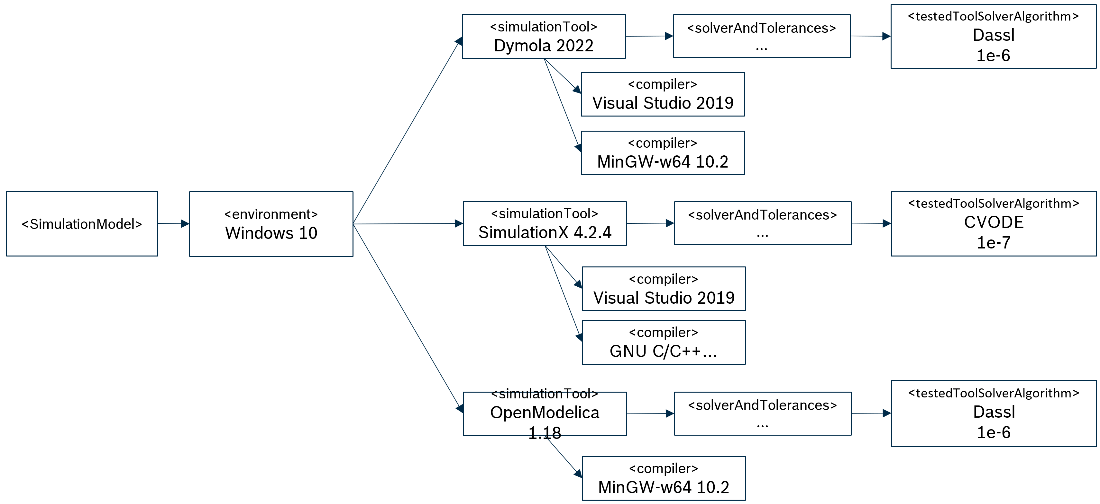 <simulationTool>
Dymola 2022
<solverAndTolerances>
...
<testedToolSolverAlgorithm>
Dassl
1e-6
<compiler>
Visual Studio 2019
<compiler>
MinGW-w64 10.2
<SimulationModel>
<environment>
Windows 10
<simulationTool>
SimulationX 4.2.4
<solverAndTolerances>
...
<testedToolSolverAlgorithm>
CVODE
1e-7
<compiler>
Visual Studio 2019
<compiler>
GNU C/C++...
<simulationTool>
OpenModelica
1.18
<solverAndTolerances>
...
<testedToolSolverAlgorithm>
Dassl
1e-6
<compiler>
MinGW-w64 10.2